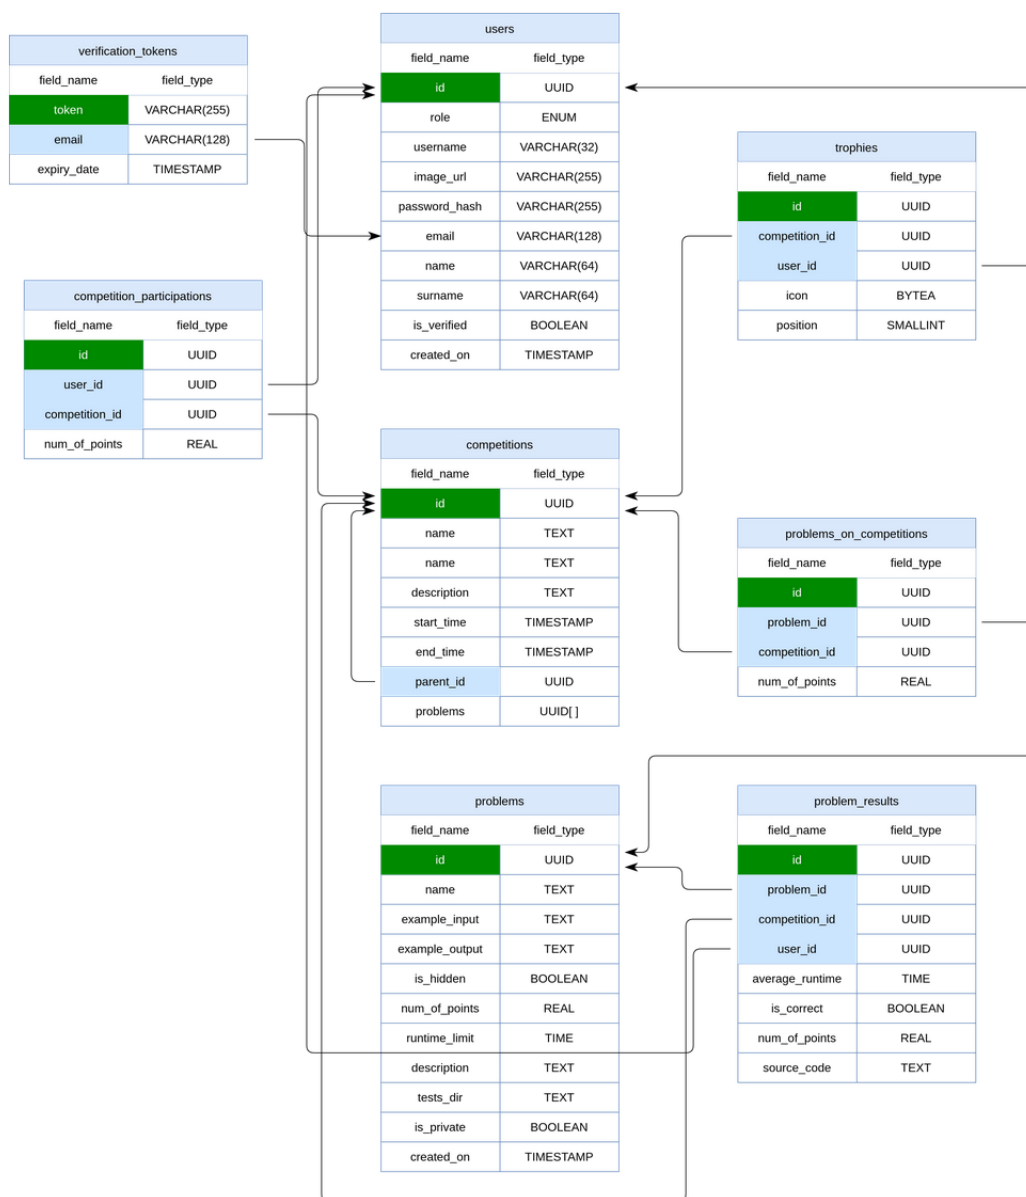 verification_tokens
field_name field_type
token VARCHAR(255)
email VARCHAR(128)
expiry_date TIMESTAMP
users
field_name field_type
id UUID
role ENUM
username VARCHAR(32)
image_url VARCHAR(255)
password_hash VARCHAR(255)
email VARCHAR(128)
name VARCHAR(64)
surname VARCHAR(64)
is_verified BOOLEAN
created_on TIMESTAMP
trophies
field_name field_type
id UUID
competition_id UUID
user_id UUID
icon BYTEA
position SMALLINT
competition_participations
field_name field_type
id UUID
user_id UUID
competition_id UUID
num_of_points REAL
competitions
field_name field_type
id UUID
name TEXT
name TEXT
description TEXT
start_time TIMESTAMP
end_time TIMESTAMP
parent_id UUID
problems UUID[ ]
problems_on_competitions
field_name field_type
id UUID
problem_id UUID
competition_id UUID
num_of_points REAL
problems
field_name field_type
id UUID
name TEXT
example_input TEXT
example_output TEXT
is_hidden BOOLEAN
num_of_points REAL
runtime_limit TIME
description TEXT
tests_dir TEXT
is_private BOOLEAN
created_on TIMESTAMP
problem_results
field_name field_type
id UUID
problem_id UUID
competition_id UUID
user_id UUID
average_runtime TIME
is_correct BOOLEAN
num_of_points REAL
source_code TEXT